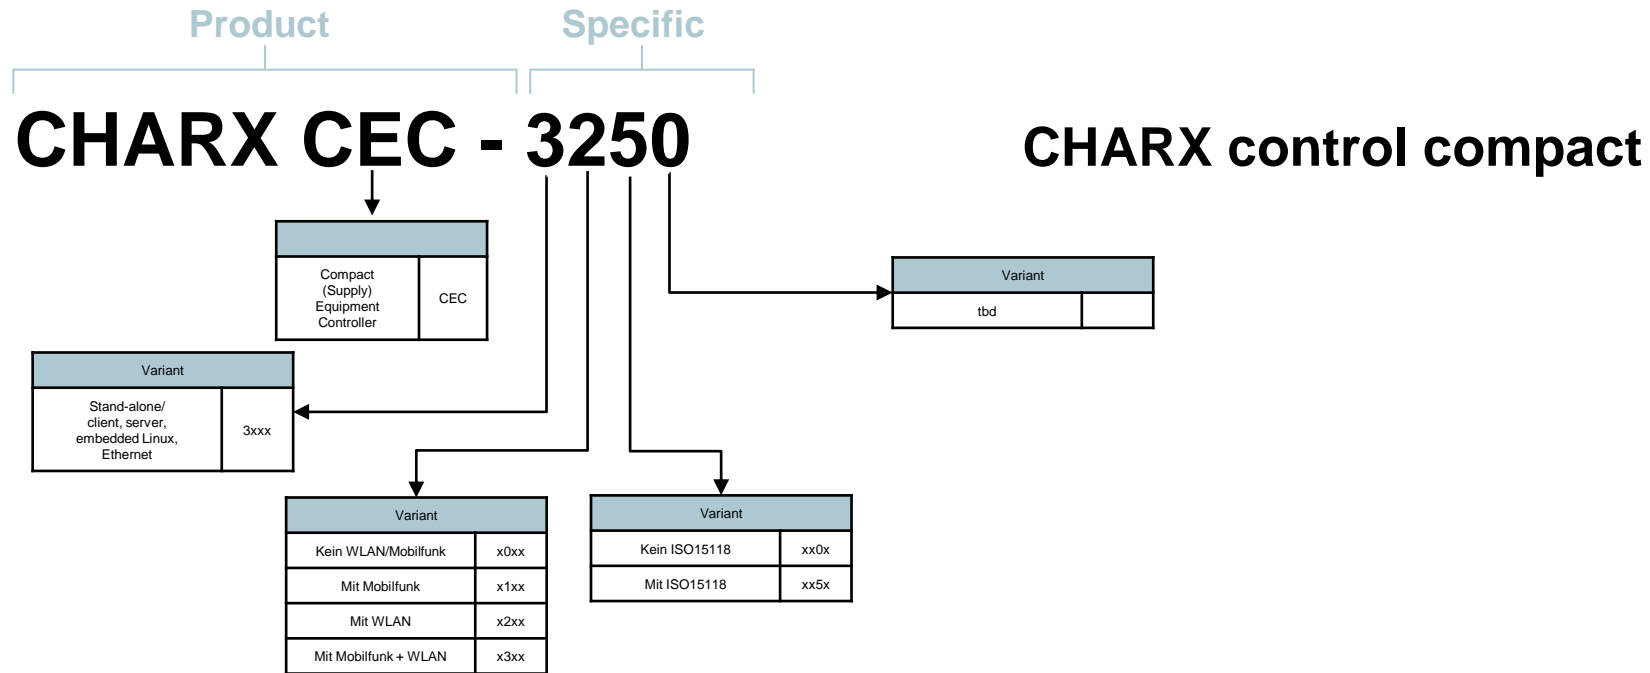 Product
Specific
CHARX CEC - 3250
CHARX control compact
Compact
(Supply)
Equipment
Controller
CEC
Variant
tbd
Variant
Stand-alone/
client, server,
embedded Linux,
Ethernet
3xxx
Variant
Kein WLAN/Mobilfunk x0xx
Mit Mobilfunk x1xx
Mit WLAN x2xx
Mit Mobilfunk + WLAN x3xx
Variant
Kein ISO15118 xx0x
Mit ISO15118 xx5x